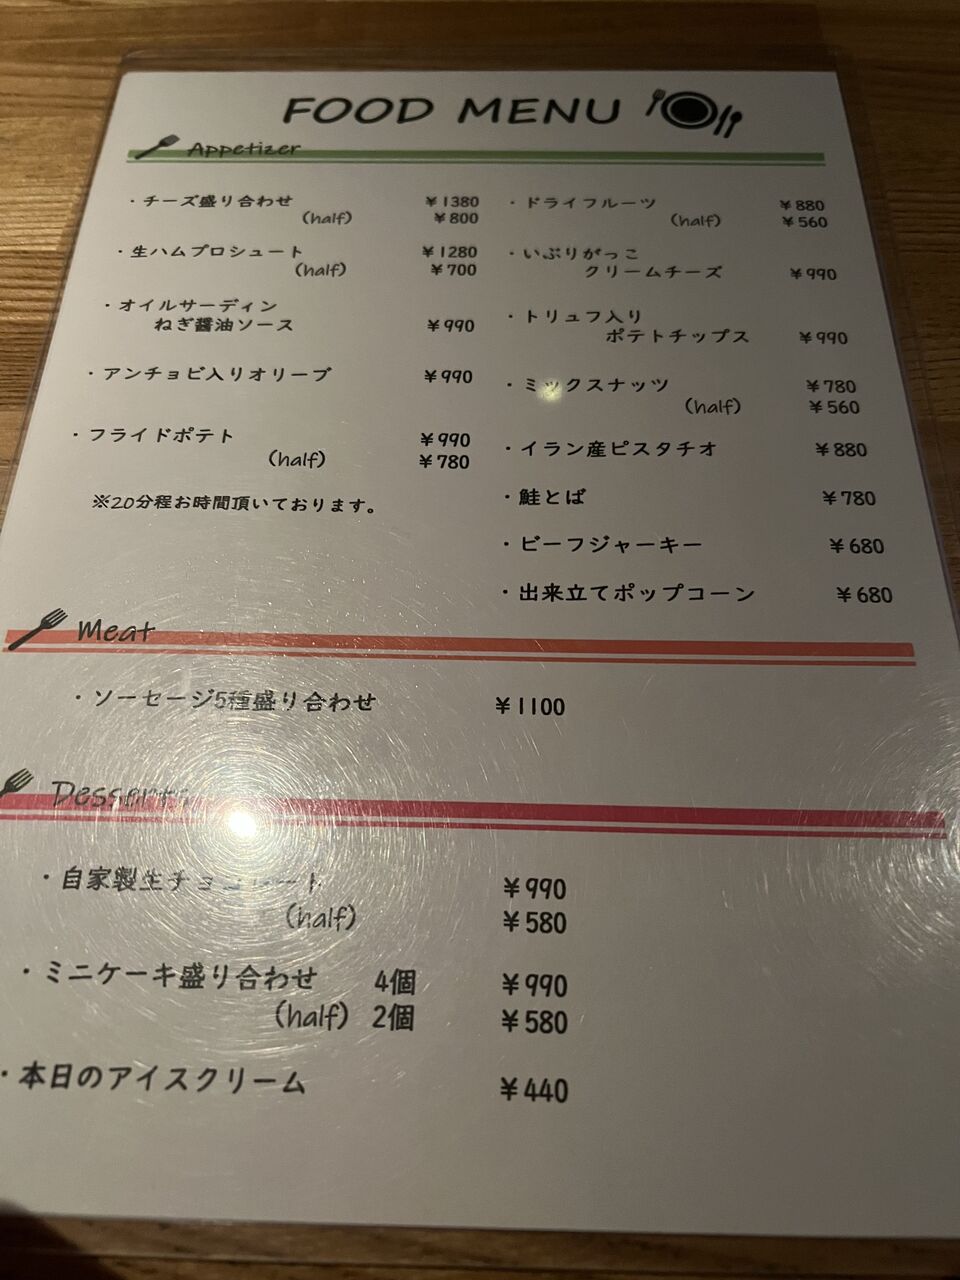 FOOD MENU
Appetizer
・チーズ盛り合わせ ¥1380
(half) ¥800
・生ハムプロシュート ¥1280
(half) ¥700
・オイルサーディン
ねぎ醤油ソース ¥990
・アンチョビ入りオリーブ ¥990
・フライドポテト ¥990
(half) ¥780
※20分程お時間頂いております。
・ドライフルーツ ¥880
(half) ¥560
・いぶりがっこ
クリームチーズ ¥990
・トリュフ入り
ポテトチップス ¥990
・ミックスナッツ ¥780
(half) ¥560
・イラン産ピスタチオ ¥880
・鮭とば ¥780
・ビーフジャーキー ¥680
・出来立てポップコーン ¥680
Meat
・ソーセージ5種盛り合わせ ¥1100
Desserts
・自家製生チョコレート ¥990
(half) ¥580
・ミニケーキ盛り合わせ 4個 ¥990
(half) 2個 ¥580
・本日のアイスクリーム ¥440